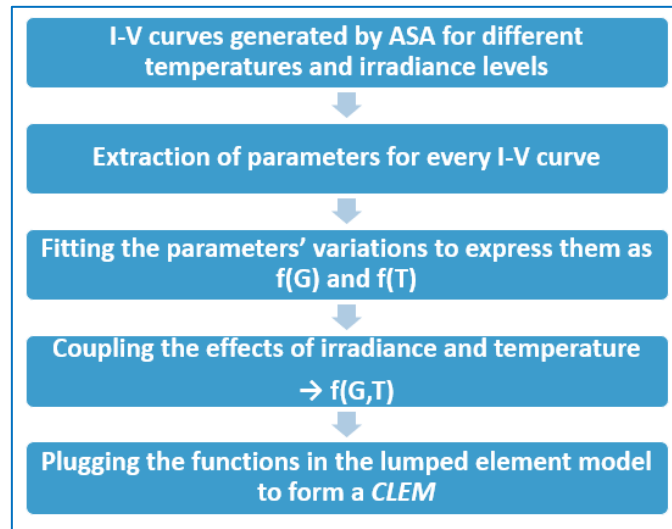 I-V curves generated by ASA for different
temperatures and irradiance levels
Extraction of parameters for every I-V curve
Fitting the parameters’ variations to express them as
f(G) and f(T)
Coupling the effects of irradiance and temperature
→ f(G,T)
Plugging the functions in the lumped element model
to form a CLEM